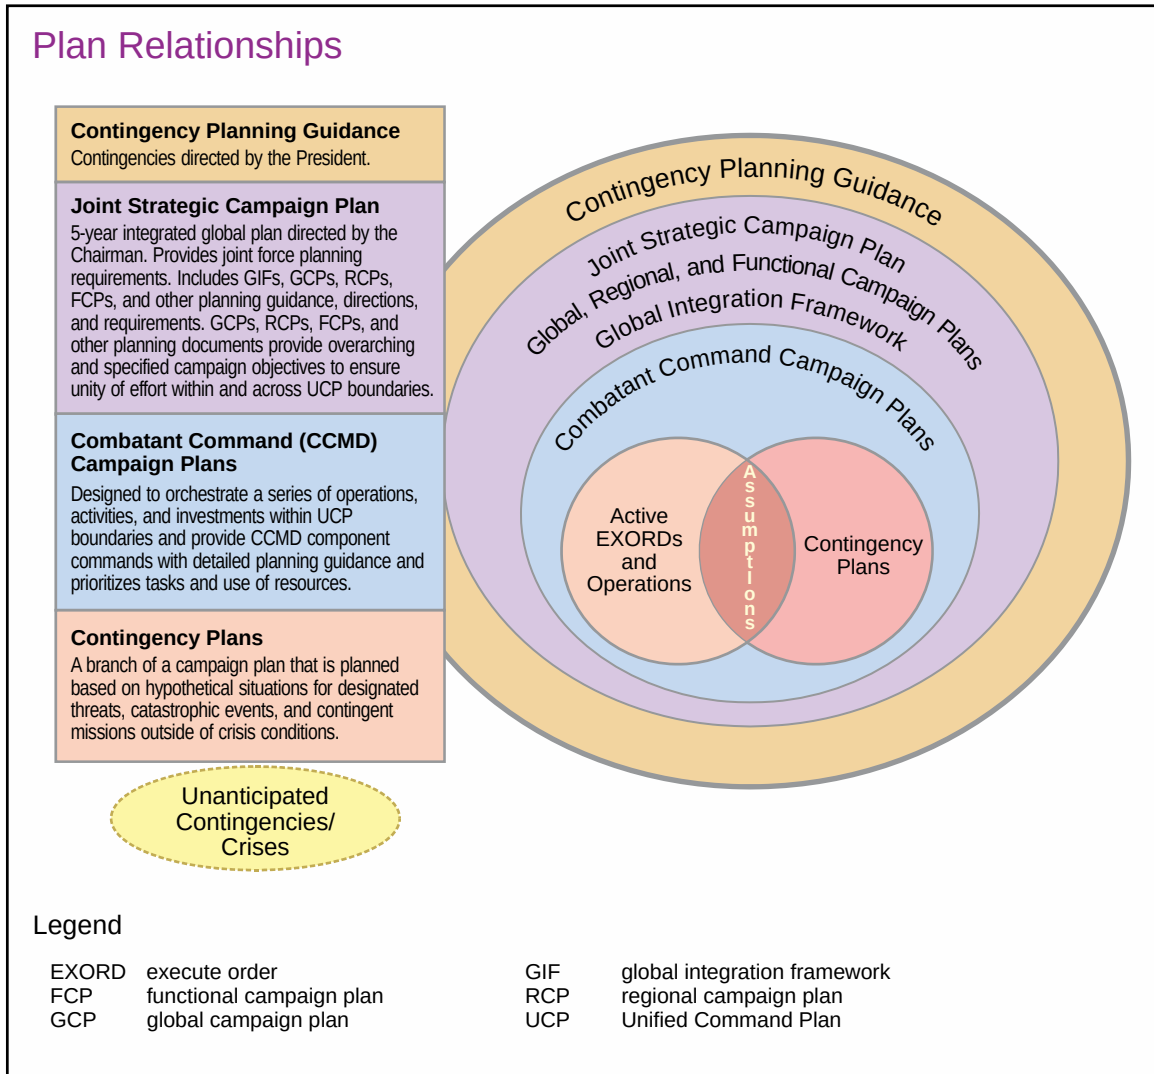 Plan Relationships
Contingency Planning Guidance
Contingencies directed by the President.
Joint Strategic Campaign Plan
5-year integrated global plan directed by the
Chairman. Provides joint force planning
requirements. Includes GIFs, GCPs, RCPs,
FCPs, and other planning guidance, directions,
and requirements. GCPs, RCPs, FCPs, and
other planning documents provide overarching
and specified campaign objectives to ensure
unity of effort within and across UCP boundaries.
Combatant Command (CCMD)
Campaign Plans
Designed to orchestrate a series of operations,
activities, and investments within UCP
boundaries and provide CCMD component
commands with detailed planning guidance and
prioritizes tasks and use of resources.
Contingency Plans
A branch of a campaign plan that is planned
based on hypothetical situations for designated
threats, catastrophic events, and contingent
missions outside of crisis conditions.
Unanticipated
Contingencies/
Crises
Contingency Planning Guidance
Joint Strategic Campaign Plan
Global, Regional, and Functional Campaign Plans
Global Integration Framework
Combatant Command Campaign Plans
Active
EXORDs
and
Operations
AssumptIons
Contingency
Plans
Legend
EXORD execute order
FCP functional campaign plan
GCP global campaign plan
GIF global integration framework
RCP regional campaign plan
UCP Unified Command Plan